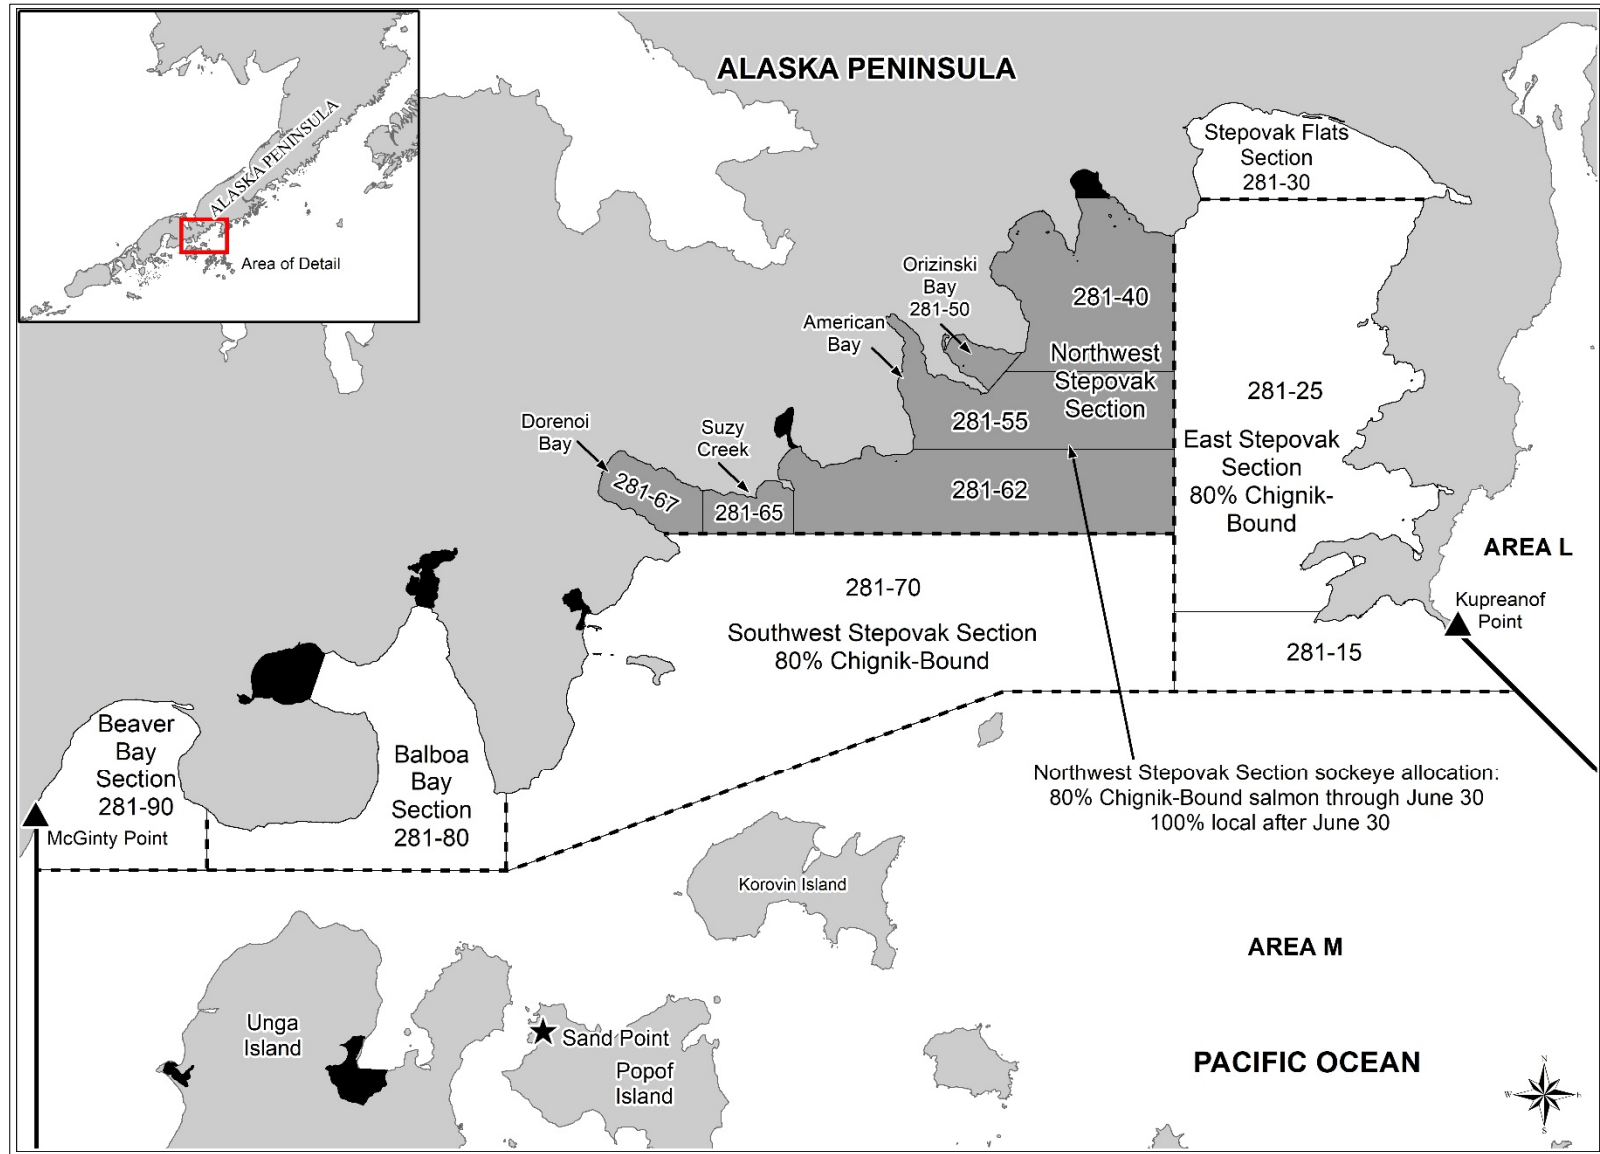 ALASKA PENINSULA
ALASKA PENINSULA
Area of Detail
Stepovak Flats
Section
281-30
Orizinski
Bay
281-50
281-40
American
Bay
Northwest
Stepovak
Section
281-25
281-55
East Stepovak
Section
80% Chignik-
Bound
Dorenoi
Bay
Suzy
Creek
281-67
281-65
281-62
AREA L
281-70
Kupreanof
Point
Southwest Stepovak Section
80% Chignik-Bound
281-15
Beaver
Bay
Section
281-90
Balboa
Bay
Section
281-80
McGinty Point
Northwest Stepovak Section sockeye allocation:
80% Chignik-Bound salmon through June 30
100% local after June 30
Korovin Island
AREA M
Unga
Island
Sand Point
Popof
Island
PACIFIC OCEAN
N
W
E
S